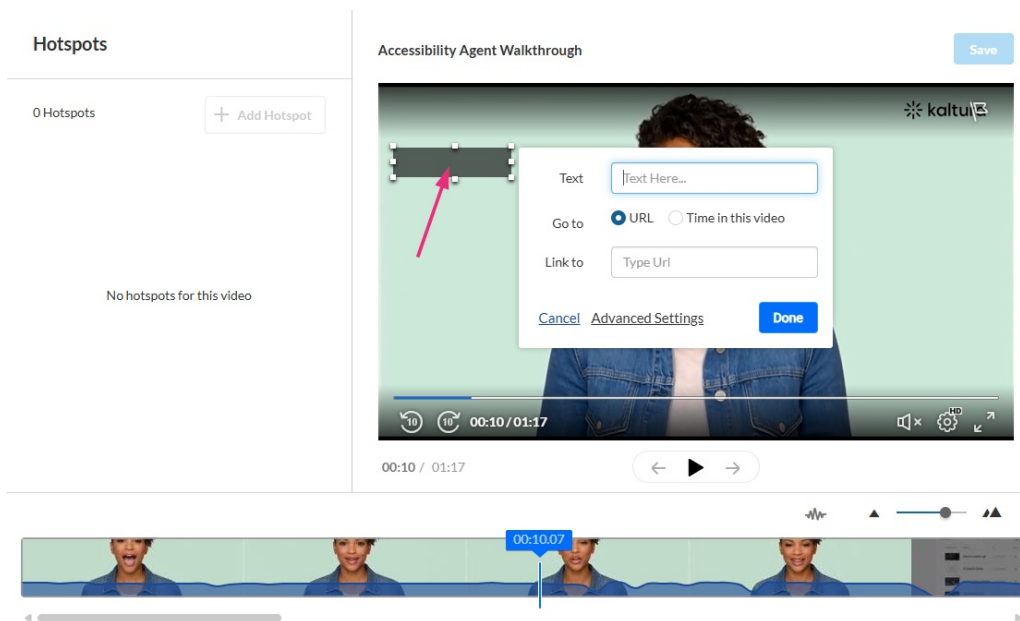 Hotspots
Accessibility Agent Walkthrough
Save
0 Hotspots
+ Add Hotspot
kaltura
Text
Text Here...
Go to
URL
Time in this video
Link to
Type Url
No hotspots for this video
Cancel
Advanced Settings
Done
10
10
00:10 / 01:17
HD
00:10 / 01:17
00:10.07